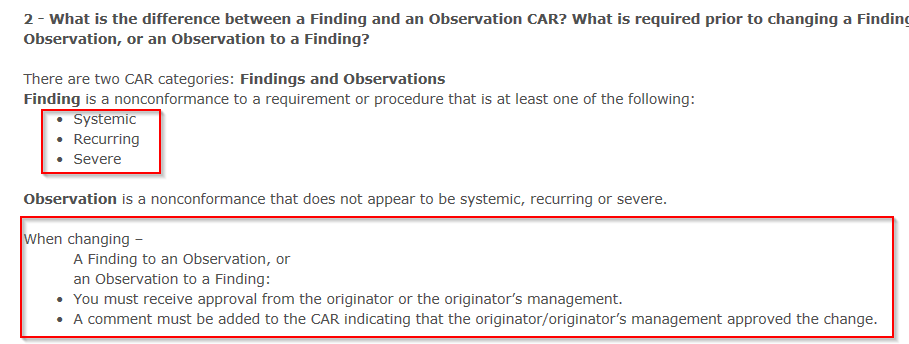 2 - What is the difference between a Finding and an Observation CAR? What is required prior to changing a
Observation, or an Observation to a Finding?
There are two CAR categories: Findings and Observations
Finding is a nonconformance to a requirement or procedure that is at least one of the following:
• Systemic
• Recurring
• Severe
Observation is a nonconformance that does not appear to be systemic, recurring or severe.
When changing –
A Finding to an Observation, or
an Observation to a Finding:
• You must receive approval from the originator or the originator’s management.
• A comment must be added to the CAR indicating that the originator/originator’s management approved the change.